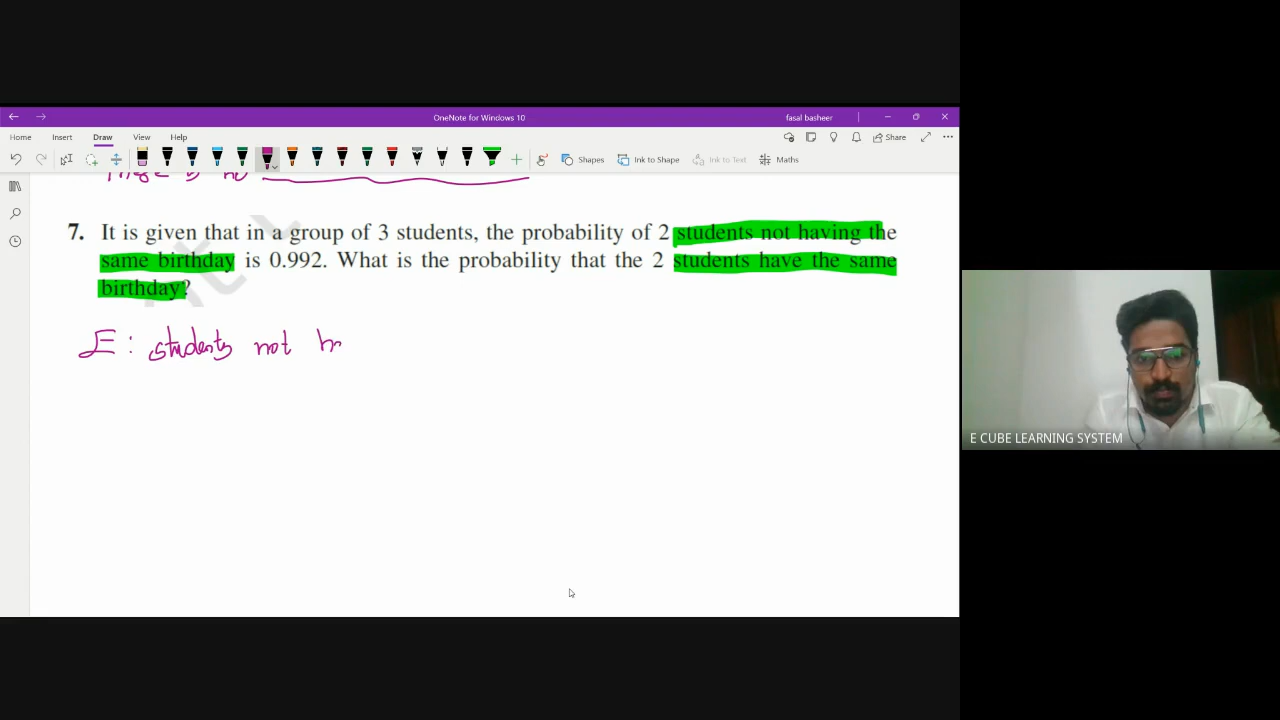 OneNote for Windows 10
fasal basheer
Home Insert Draw View Help
Share
Shapes
Ink to Shape
Ink to Text
Maths
7. It is given that in a group of 3 students, the probability of 2 students not having the
same birthday is 0.992. What is the probability that the 2 students have the same
birthday?
E : students not
E CUBE LEARNING SYSTEM